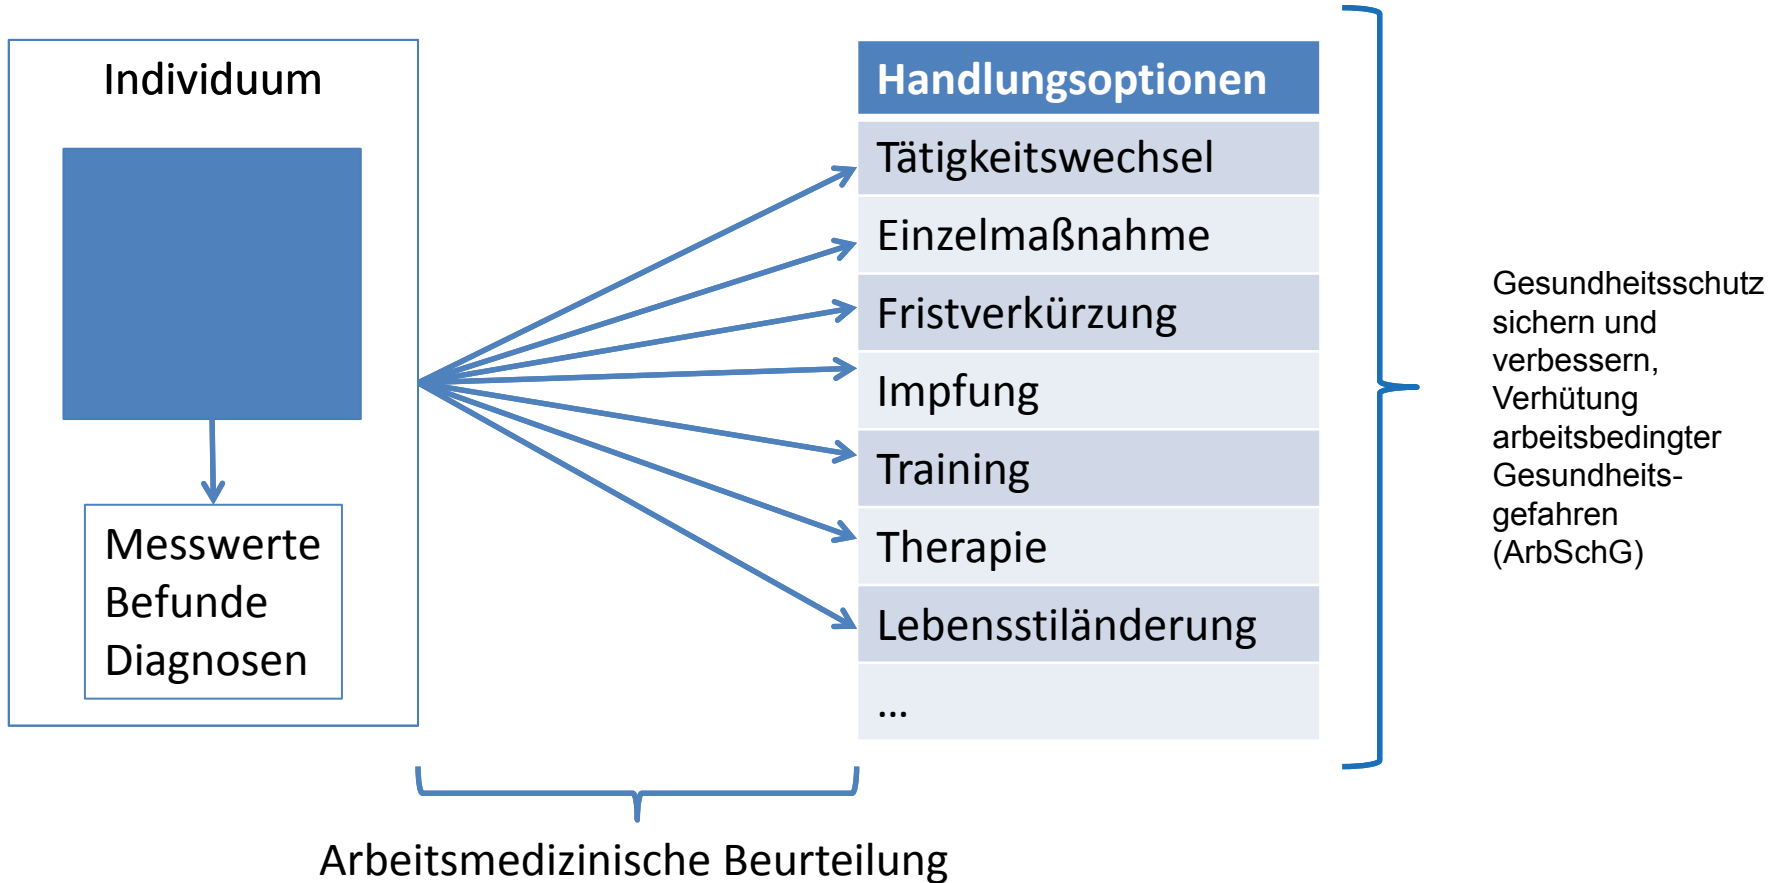 Individuum
Messwerte
Befunde
Diagnosen
Handlungsoptionen
Tätigkeitswechsel
Einzelmaßnahme
Fristverkürzung
Impfung
Training
Therapie
Lebensstiländerung
...
Gesundheitsschutz
sichern und
verbessern,
Verhütung
arbeitsbedingter
Gesundheits-
gefahren
(ArbSchG)
Arbeitsmedizinische Beurteilung